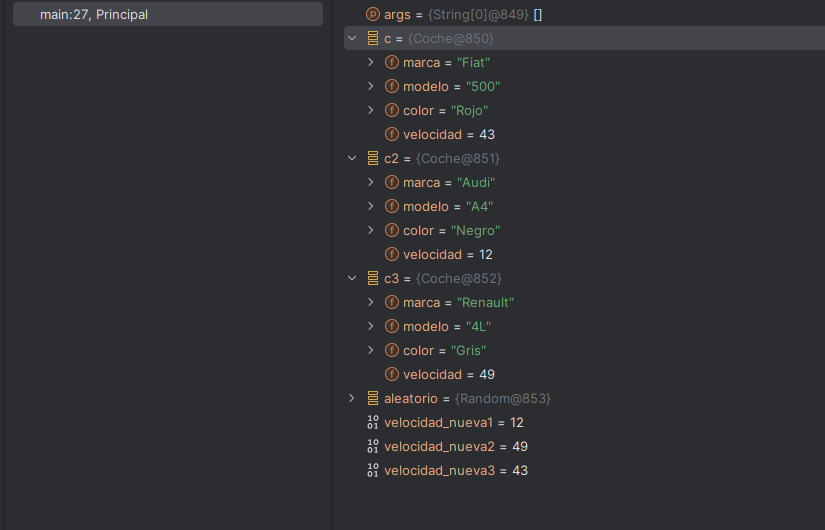 main:27, Principal
args = {String[0]@849} []
c = {Coche@850}
marca = "Fiat"
modelo = "500"
color = "Rojo"
velocidad = 43
c2 = {Coche@851}
marca = "Audi"
modelo = "A4"
color = "Negro"
velocidad = 12
c3 = {Coche@852}
marca = "Renault"
modelo = "4L"
color = "Gris"
velocidad = 49
aleatorio = {Random@853}
velocidad_nueva1 = 12
velocidad_nueva2 = 49
velocidad_nueva3 = 43